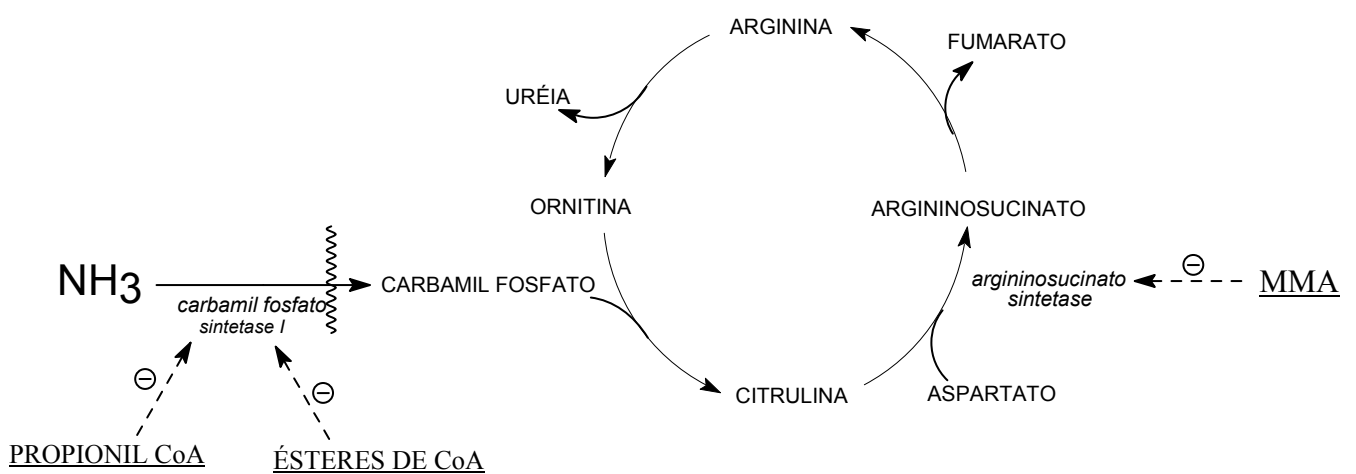 ARGININA
FUMARATO
URÉIA
ORNITINA
ARGININOSUCINATO
NH3
CARBAMIL FOSFATO
carbamil fosfato
sintetase I
argininosucinato
sintetase
MMA
CITRULINA
ASPARTATO
PROPIONIL CoA
ÉSTERES DE CoA